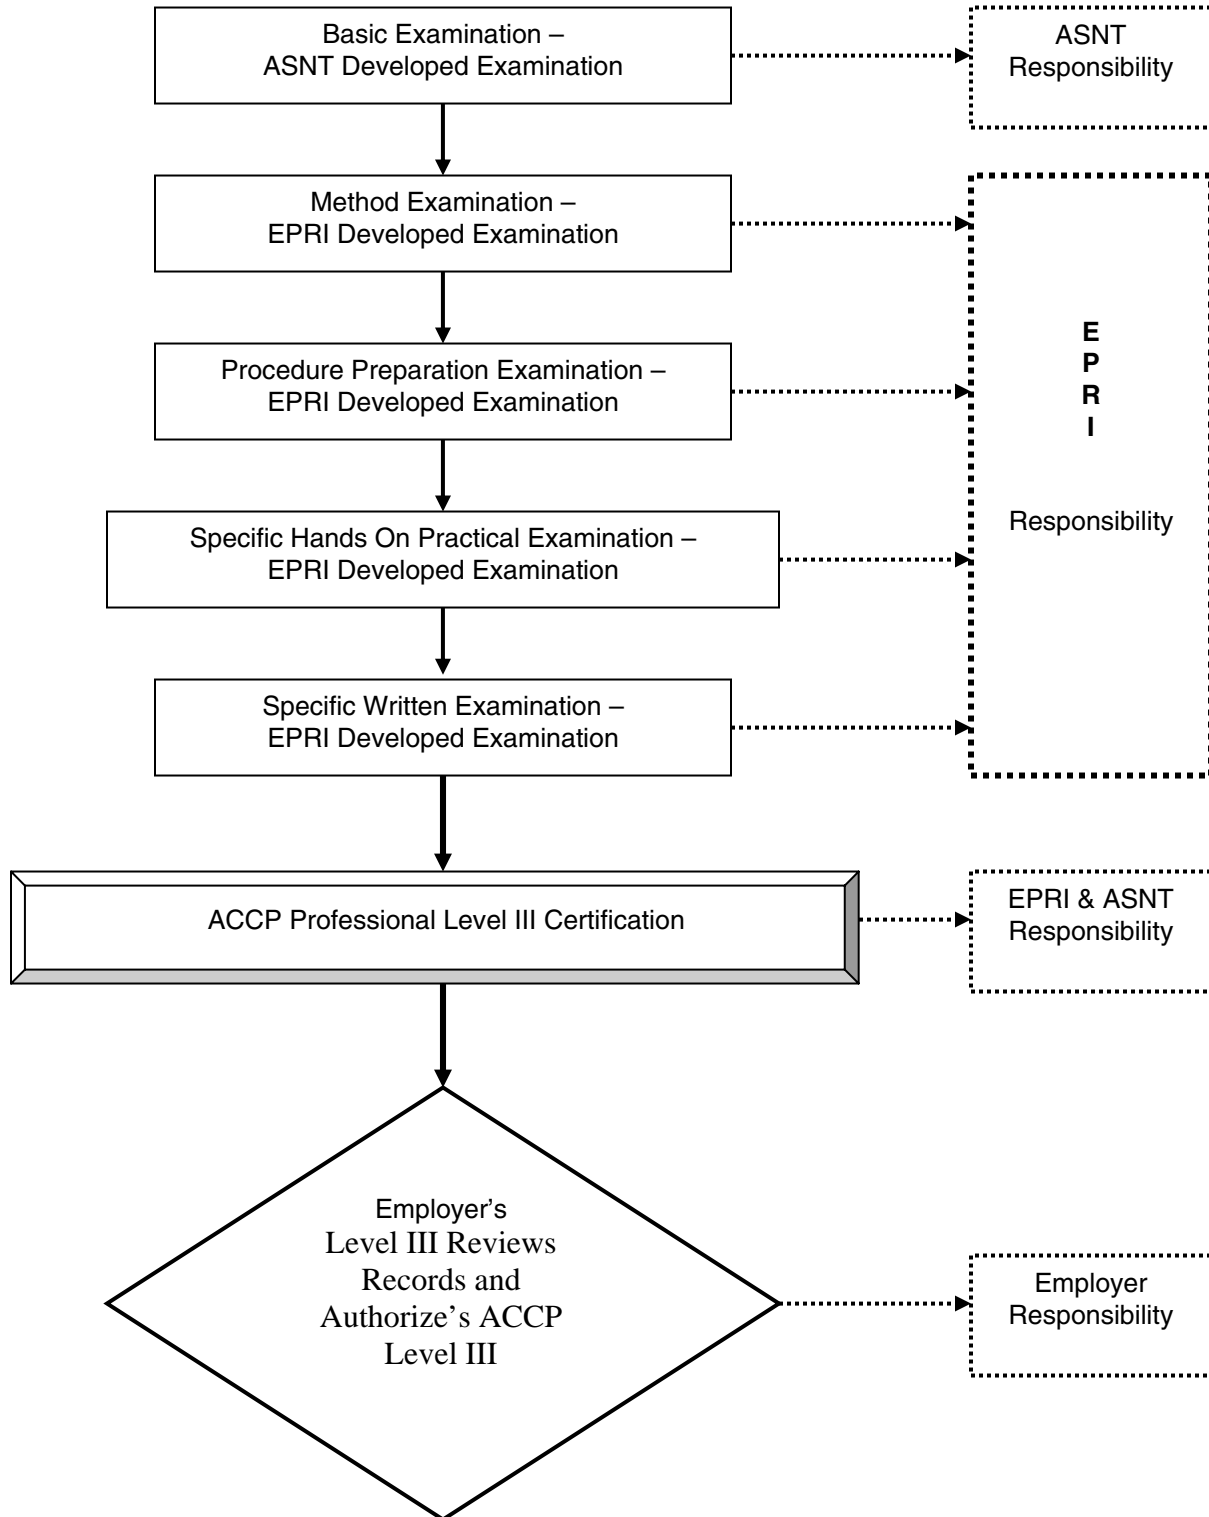 Basic Examination –
ASNT Developed Examination
ASNT
Responsibility
Method Examination –
EPRI Developed Examination
Procedure Preparation Examination –
EPRI Developed Examination
Specific Hands On Practical Examination –
EPRI Developed Examination
Specific Written Examination –
EPRI Developed Examination
E
P
R
I
Responsibility
ACCP Professional Level III Certification
EPRI & ASNT
Responsibility
Employer's
Level III Reviews
Records and
Authorize's ACCP
Level III
Employer
Responsibility